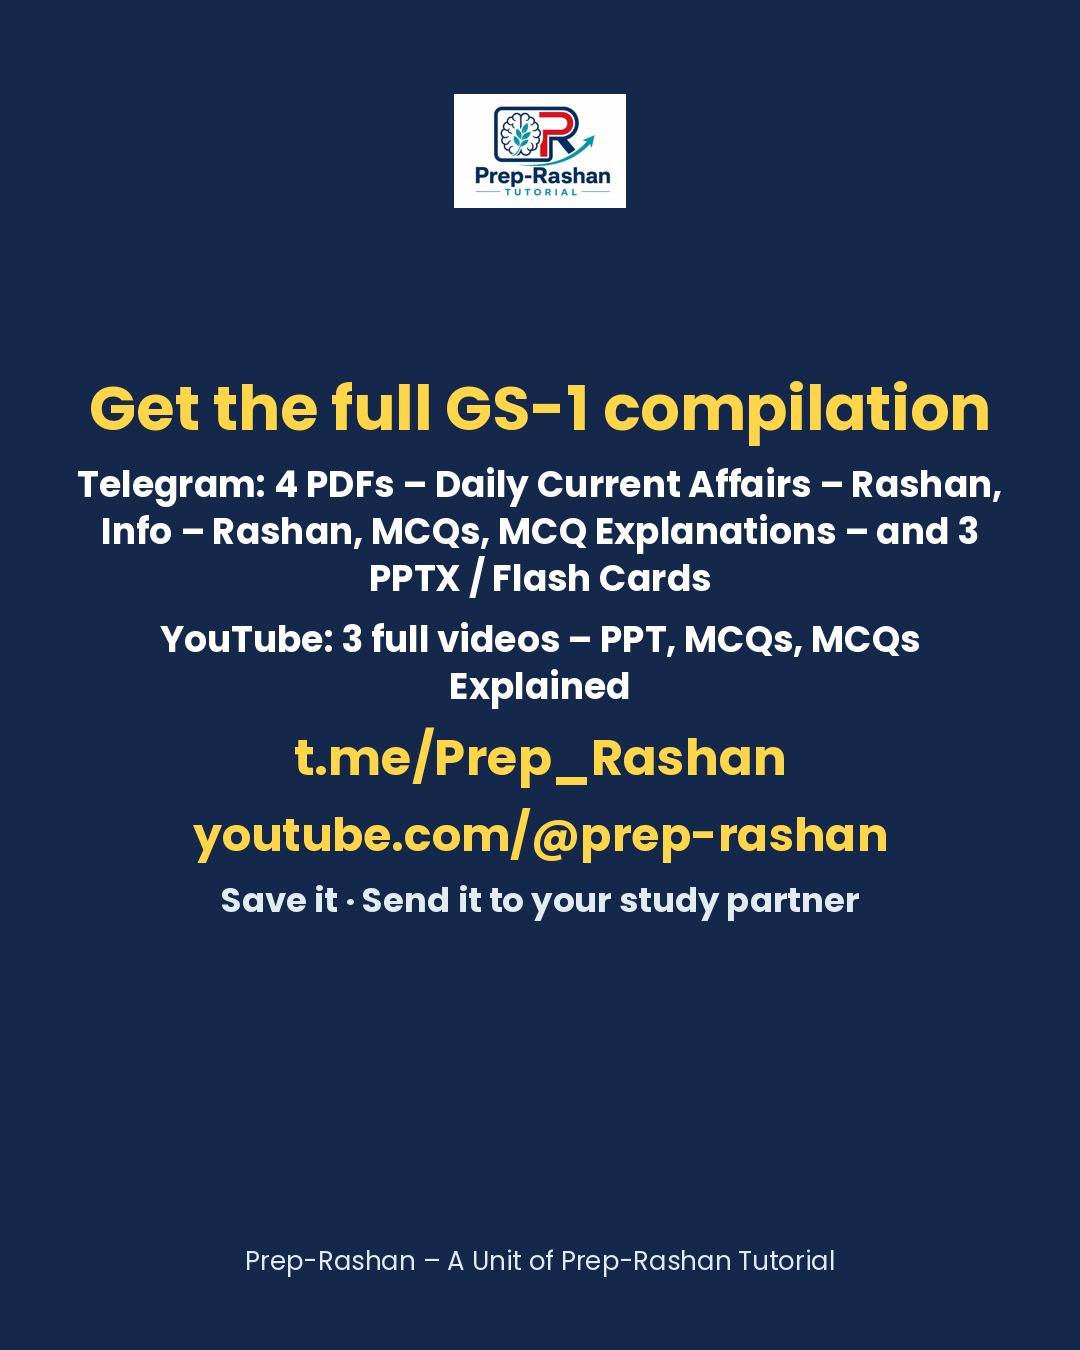 Prep-Rashan
TUTORIAL
Get the full GS-1 compilation
Telegram: 4 PDFs – Daily Current Affairs – Rashan,
Info – Rashan, MCQs, MCQ Explanations – and 3
PPTX / Flash Cards
YouTube: 3 full videos – PPT, MCQs, MCQs
Explained
t.me/Prep_Rashan
youtube.com/@prep-rashan
Save it · Send it to your study partner
Prep-Rashan – A Unit of Prep-Rashan Tutorial